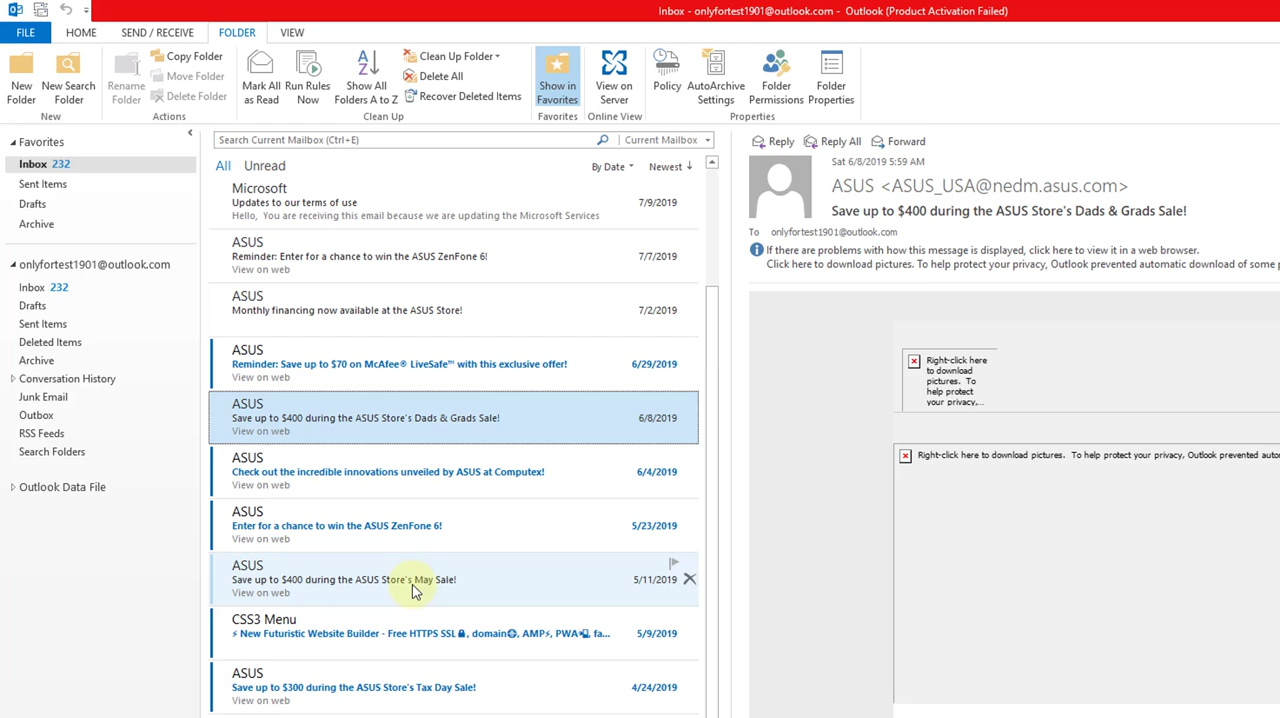 Inbox - onlyfortest1901@outlook.com - Outlook (Product Activation Failed)
FILE HOME SEND / RECEIVE FOLDER VIEW
New Folder
New Search Folder
New
Rename Folder
Copy Folder
Move Folder
Delete Folder
Actions
Mark All as Read
Run Rules Now
Show All Folders A to Z
Clean Up Folder
Delete All
Recover Deleted Items
Clean Up
Show in Favorites
Favorites
View on Server
Online View
Policy
AutoArchive Settings
Folder Permissions
Folder Properties
Properties
Favorites
Inbox 232
Sent Items
Drafts
Archive
onlyfortest1901@outlook.com
Inbox 232
Drafts
Sent Items
Deleted Items
Archive
Conversation History
Junk Email
Outbox
RSS Feeds
Search Folders
Outlook Data File
Search Current Mailbox (Ctrl+E) Current Mailbox
All Unread By Date Newest
Microsoft
Updates to our terms of use 7/9/2019
Hello, You are receiving this email because we are updating the Microsoft Services
ASUS
Reminder: Enter for a chance to win the ASUS ZenFone 6! 7/7/2019
View on web
ASUS
Monthly financing now available at the ASUS Store! 7/2/2019
ASUS
Reminder: Save up to $70 on McAfee® LiveSafe™ with this exclusive offer! 6/29/2019
View on web
ASUS
Save up to $400 during the ASUS Store's Dads & Grads Sale! 6/8/2019
View on web
ASUS
Check out the incredible innovations unveiled by ASUS at Computex! 6/4/2019
View on web
ASUS
Enter for a chance to win the ASUS ZenFone 6! 5/23/2019
View on web
ASUS
Save up to $400 during the ASUS Store's May Sale! 5/11/2019
View on web
CSS3 Menu
⚡ New Futuristic Website Builder - Free HTTPS SSL🔒, domain🌐, AMP⚡, PWA📲, fa... 5/9/2019
ASUS
Save up to $300 during the ASUS Store's Tax Day Sale! 4/24/2019
View on web
Reply Reply All Forward
Sat 6/8/2019 5:59 AM
ASUS <ASUS_USA@nedm.asus.com>
Save up to $400 during the ASUS Store's Dads & Grads Sale!
To onlyfortest1901@outlook.com
If there are problems with how this message is displayed, click here to view it in a web browser.
Click here to download pictures. To help protect your privacy, Outlook prevented automatic download of some p
Right-click here
to download
pictures. To
help protect
your privacy,...
Right-click here to download pictures. To help protect your privacy, Outlook prevented auto